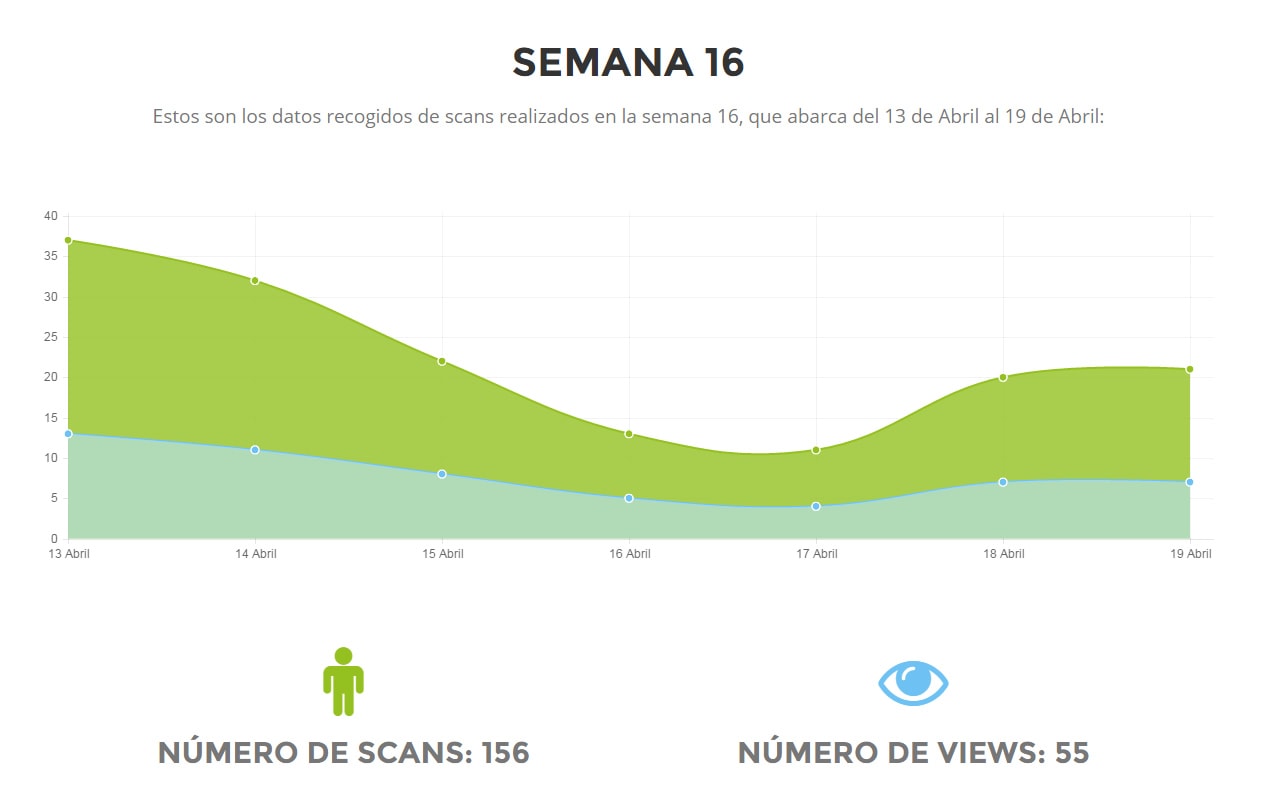 SEMANA 16
Estos son los datos recogidos de scans realizados en la semana 16, que abarca del 13 de Abril al 19 de Abril:
40
35
30
25
20
15
10
5
0
13 Abril 14 Abril 15 Abril 16 Abril 17 Abril 18 Abril 19 Abril
NÚMERO DE SCANS: 156 NÚMERO DE VIEWS: 55